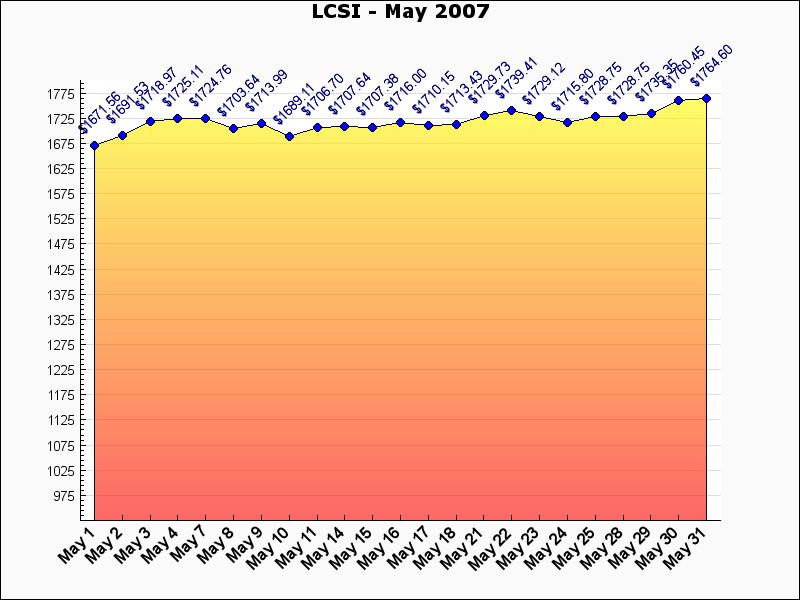 LCSI - May 2007
$1671.56
$1691.53
$1718.97
$1725.11
$1724.76
$1703.64
$1713.99
$1689.11
$1706.70
$1707.64
$1707.38
$1716.00
$1710.15
$1713.43
$1729.73
$1739.41
$1729.12
$1715.80
$1728.75
$1728.75
$1735.35
$1760.45
$1764.60
1775
1725
1675
1625
1575
1525
1475
1425
1375
1325
1275
1225
1175
1125
1075
1025
975
May 1
May 2
May 3
May 4
May 7
May 8
May 9
May 10
May 11
May 14
May 15
May 16
May 17
May 18
May 21
May 22
May 23
May 24
May 25
May 28
May 29
May 30
May 31